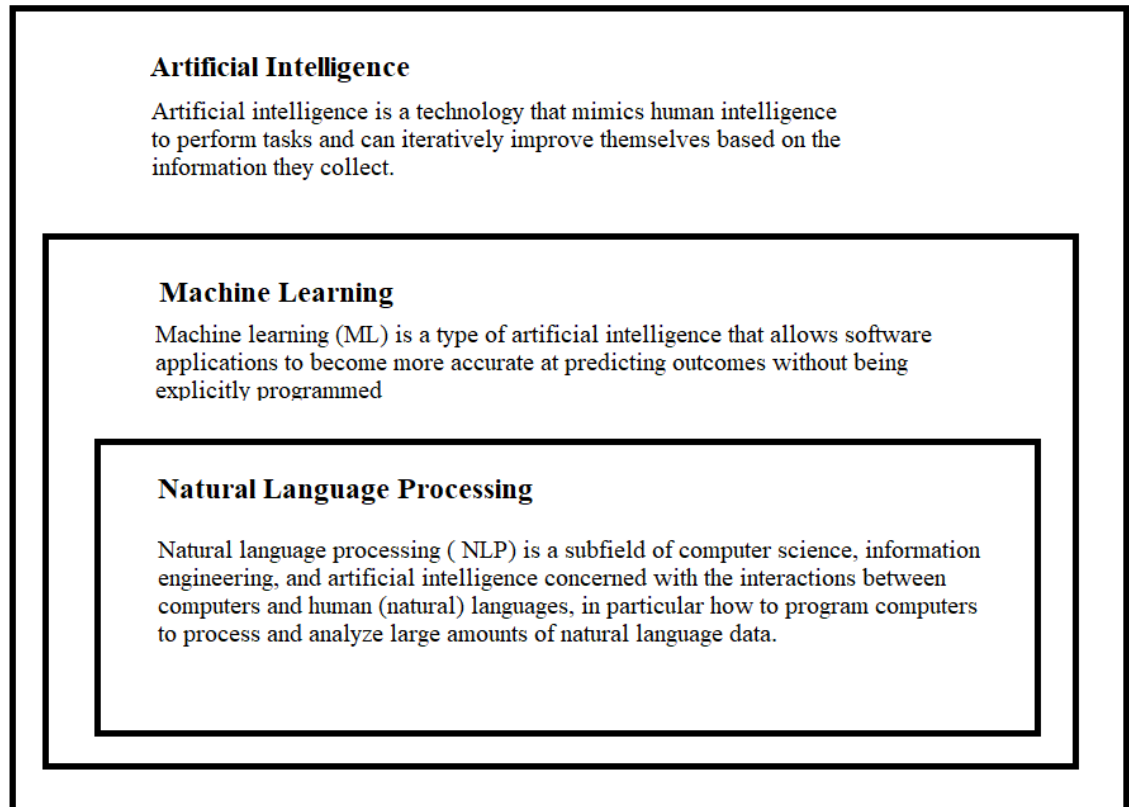 Artificial Intelligence
Artificial intelligence is a technology that mimics human intelligence
to perform tasks and can iteratively improve themselves based on the
information they collect.
Machine Learning
Machine learning (ML) is a type of artificial intelligence that allows software
applications to become more accurate at predicting outcomes without being
explicitly programmed
Natural Language Processing
Natural language processing ( NLP) is a subfield of computer science, information
engineering, and artificial intelligence concerned with the interactions between
computers and human (natural) languages, in particular how to program computers
to process and analyze large amounts of natural language data.